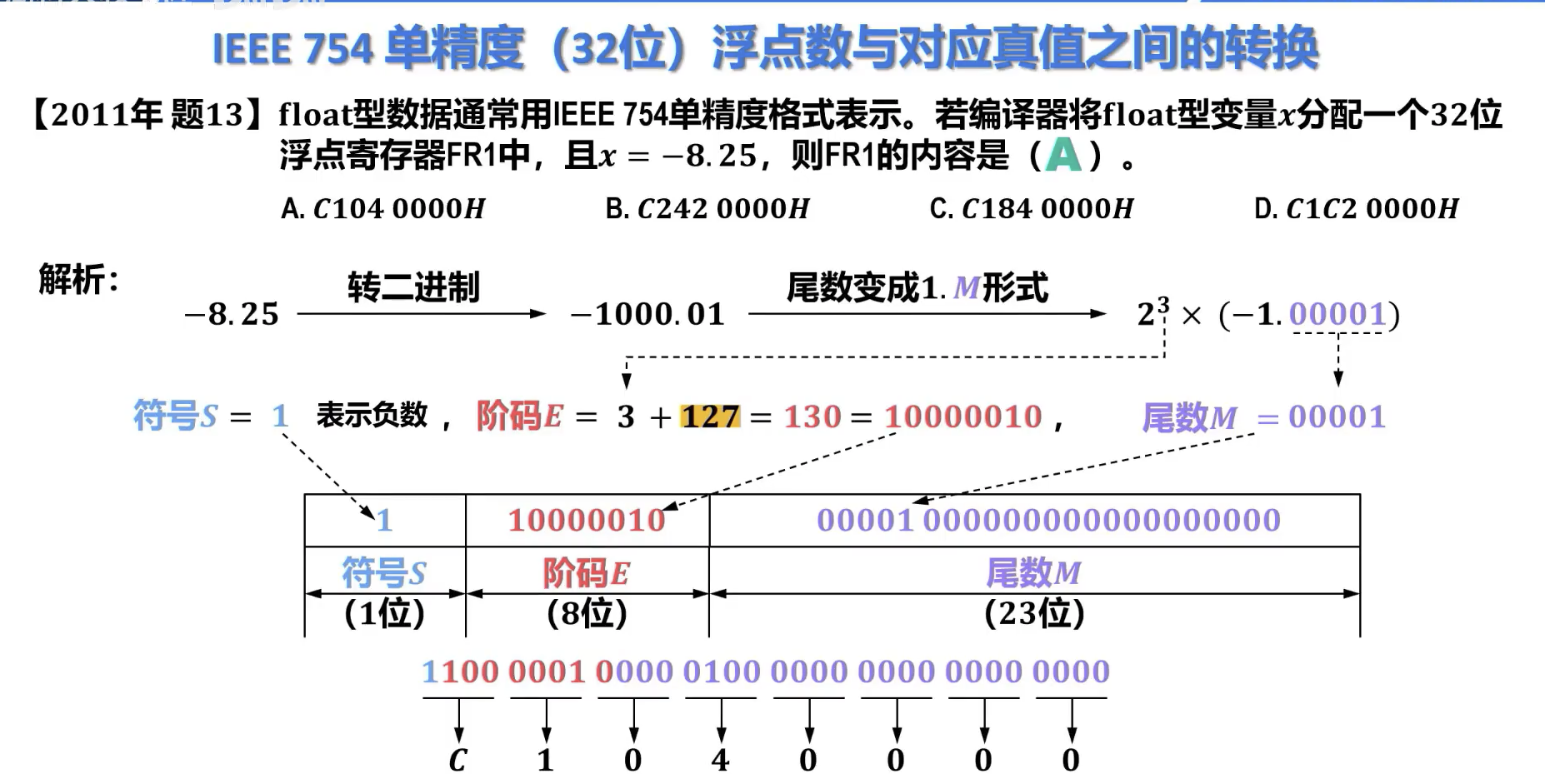 IEEE 754 单精度（32位）浮点数与对应真值之间的转换
【2011年 题13】float型数据通常用IEEE 754单精度格式表示。若编译器将float型变量x分配一个32位
浮点寄存器FR1中，且x = −8.25，则FR1的内容是（A）。
A. C104 0000H B. C242 0000H C. C184 0000H D. C1C2 0000H
解析：
转二进制 尾数变成1.M形式
−8.25 −1000.01 2³ × (−1.00001)
符号S = 1 表示负数， 阶码E = 3 + 127 = 130 = 10000010， 尾数M = 00001
1 10000010 00001 000000000000000000
符号S 阶码E 尾数M
(1位) (8位) (23位)
1100 0001 0000 0100 0000 0000 0000 0000
C 1 0 4 0 0 0 0